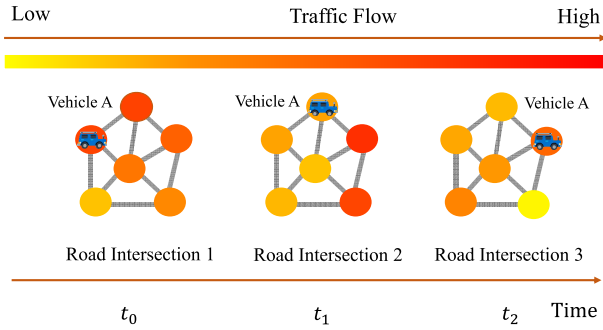 Low Traffic Flow High
Vehicle A Vehicle A Vehicle A
Road Intersection 1 Road Intersection 2 Road Intersection 3
t₀ t₁ t₂ Time